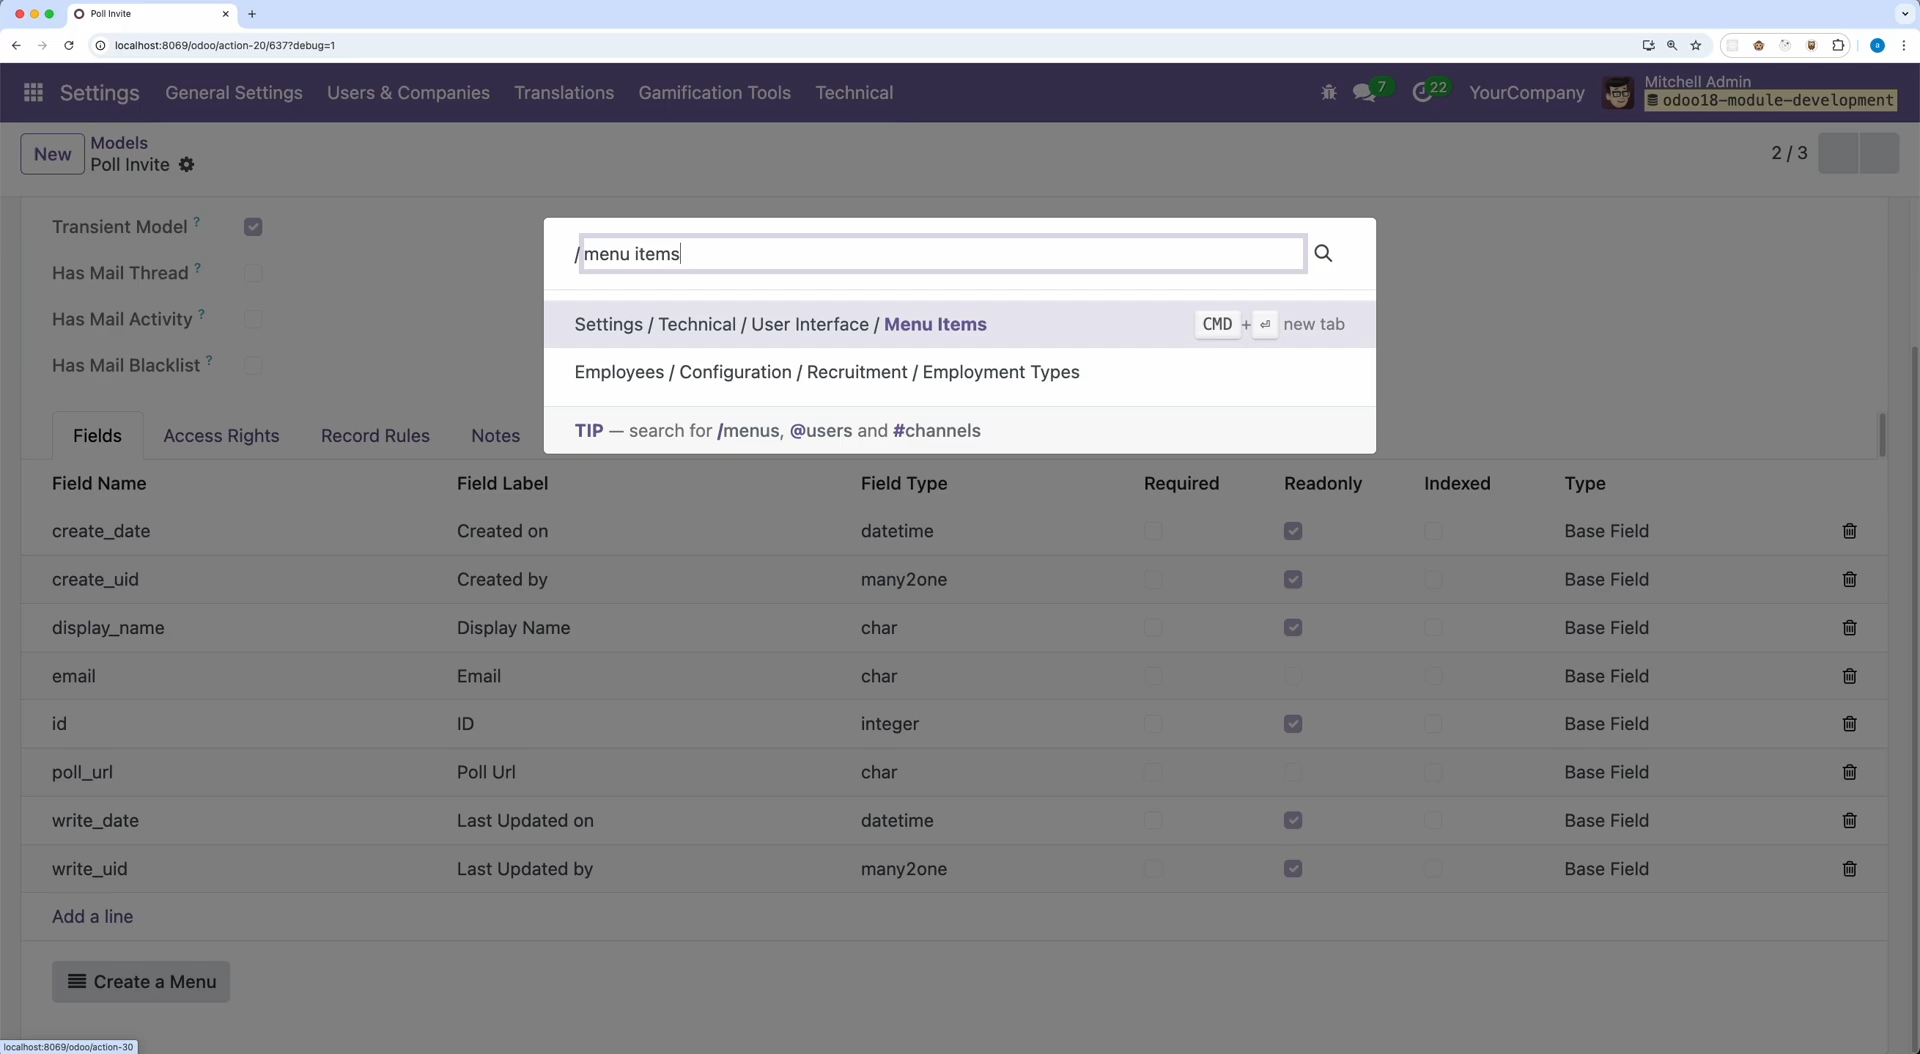 Poll Invite
localhost:8069/odoo/action-20/637?debug=1
a
Settings General Settings Users & Companies Translations Gamification Tools Technical 7 22 YourCompany Mitchell Admin
odoo18-module-development
New Models
Poll Invite
2 / 3
Transient Model ?
Has Mail Thread ?
Has Mail Activity ?
Has Mail Blacklist ?
/menu items
Settings / Technical / User Interface / Menu Items CMD + ⏎ new tab
Employees / Configuration / Recruitment / Employment Types
TIP — search for /menus, @users and #channels
Fields Access Rights Record Rules Notes
Field Name Field Label Field Type Required Readonly Indexed Type
create_date Created on datetime Base Field
create_uid Created by many2one Base Field
display_name Display Name char Base Field
email Email char Base Field
id ID integer Base Field
poll_url Poll Url char Base Field
write_date Last Updated on datetime Base Field
write_uid Last Updated by many2one Base Field
Add a line
Create a Menu
localhost:8069/odoo/action-30